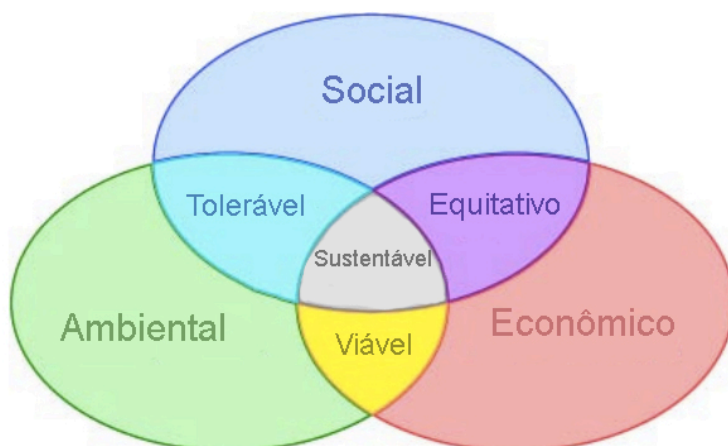 Social
Tolerável
Equitativo
Sustentável
Ambiental
Econômico
Viável